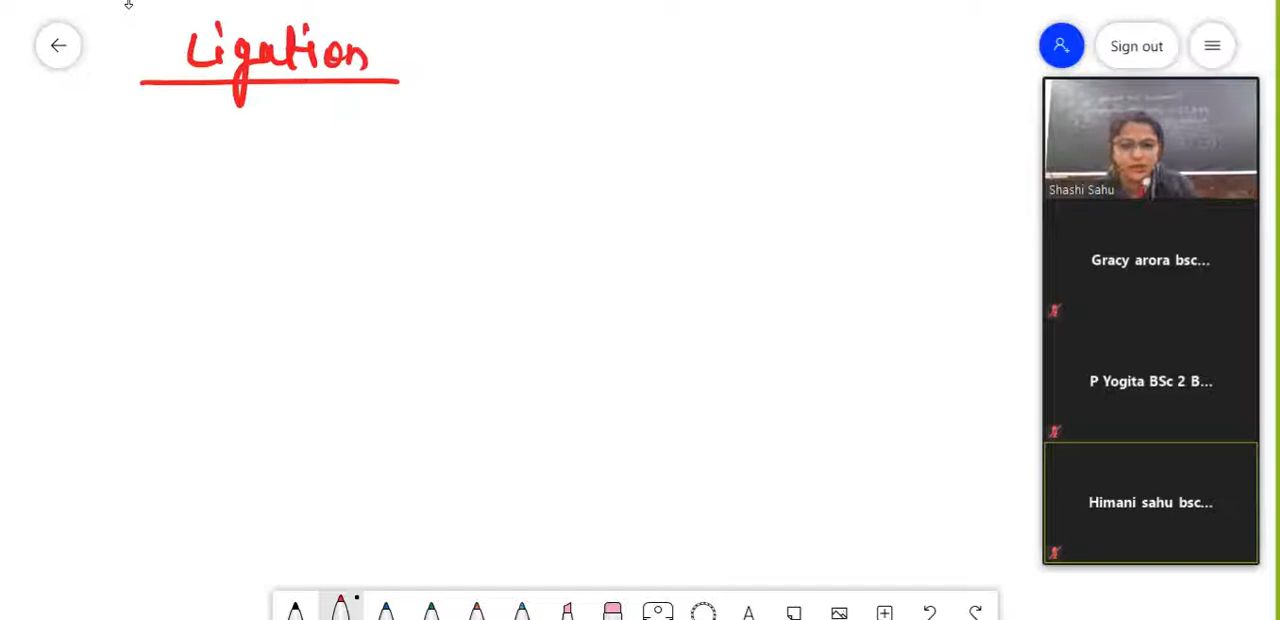 Ligation
Sign out
Shashi Sahu
Gracy arora bsc...
P Yogita BSc 2 B...
Himani sahu bsc...
A